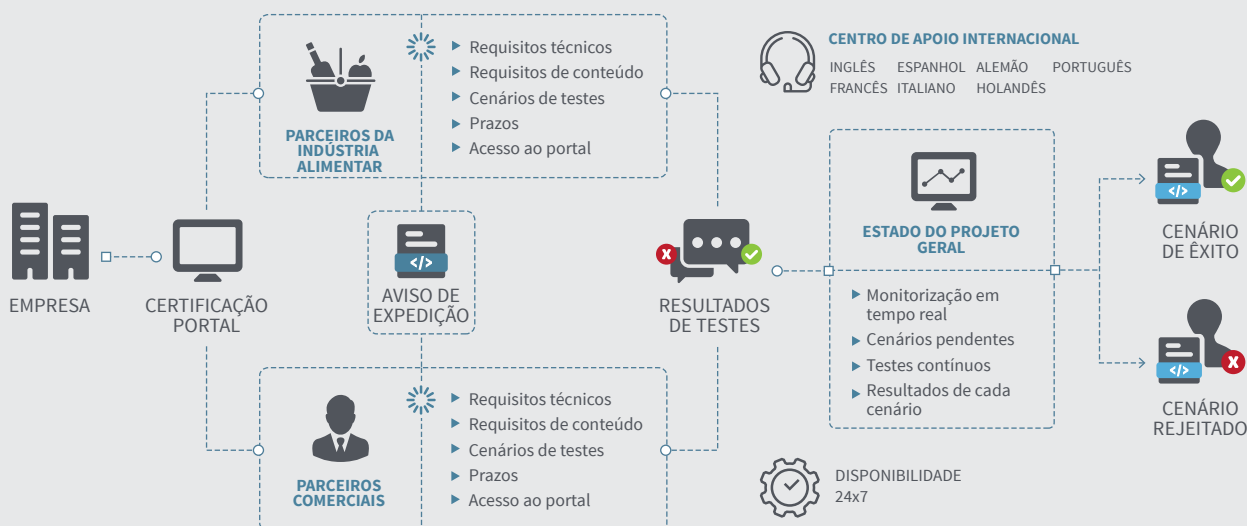 EMPRESA
CERTIFICAÇÃO
PORTAL
PARCEIROS DA
INDÚSTRIA
ALIMENTAR
Requisitos técnicos
Requisitos de conteúdo
Cenários de testes
Prazos
Acesso ao portal
</>
AVISO DE
EXPEDIÇÃO
PARCEIROS
COMERCIAIS
Requisitos técnicos
Requisitos de conteúdo
Cenários de testes
Prazos
Acesso ao portal
X
RESULTADOS
DE TESTES
CENTRO DE APOIO INTERNACIONAL
INGLÊS ESPANHOL ALEMÃO PORTUGUÊS
FRANCÊS ITALIANO HOLANDÊS
ESTADO DO PROJETO
GERAL
Monitorização em
tempo real
Cenários pendentes
Testes contínuos
Resultados de cada
cenário
DISPONIBILIDADE
24x7
</>
CENÁRIO
DE ÊXITO
</>
X
CENÁRIO
REJEITADO